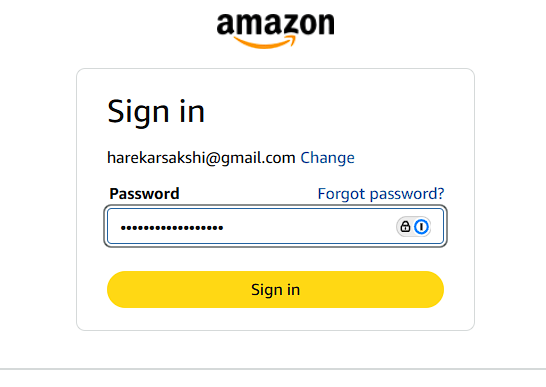 amazon
Sign in
harekarsakshi@gmail.com Change
Password Forgot password?
••••••••••••••••••
Sign in